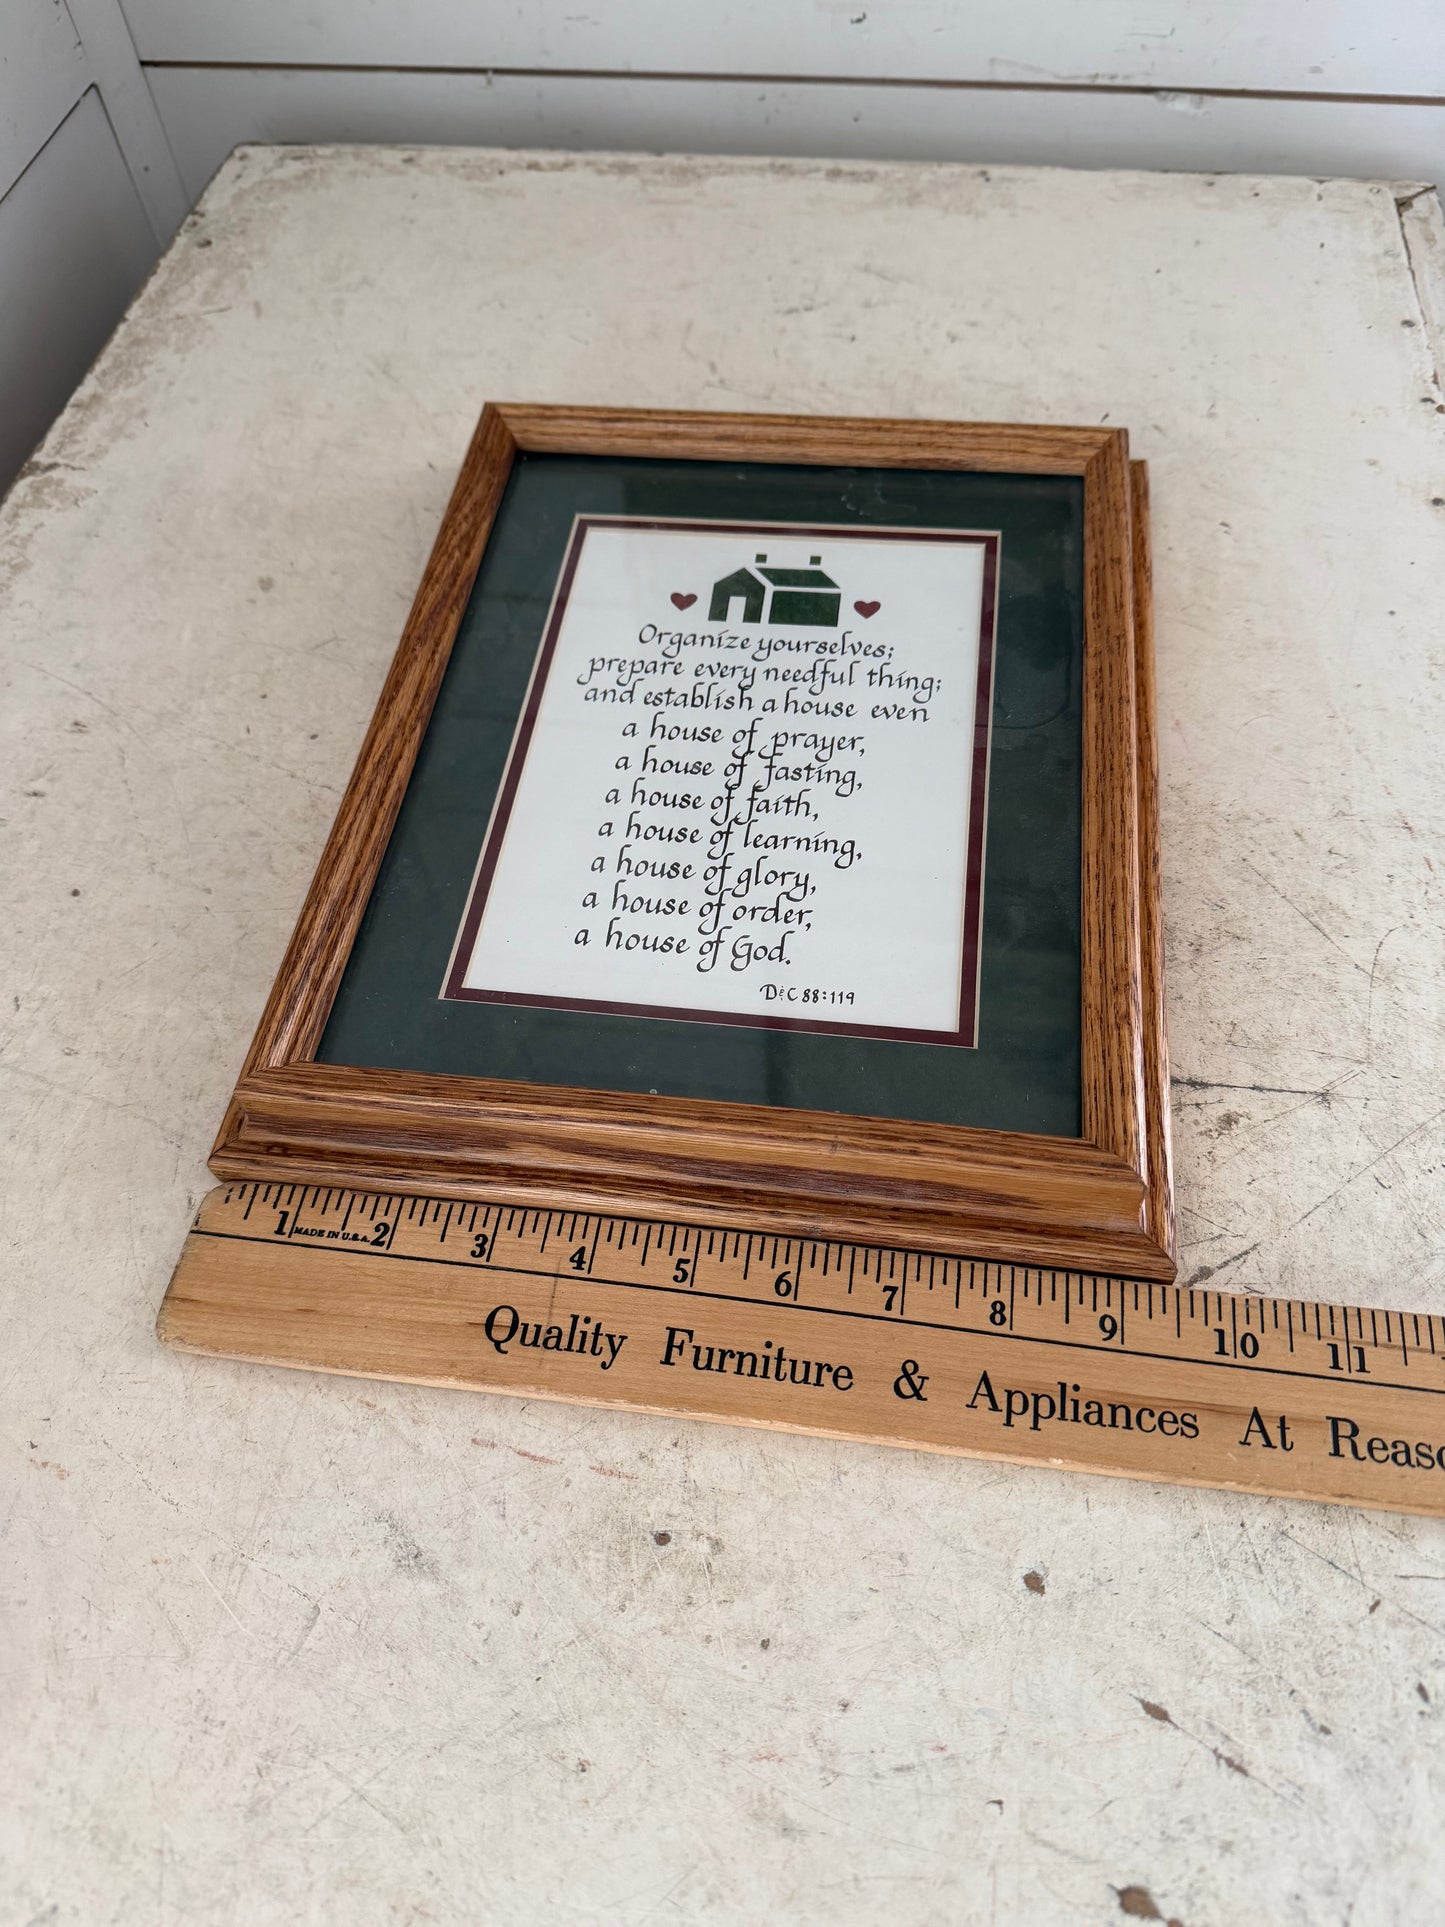 Organize yourselves;
prepare every needful thing;
and establish a house even
a house of prayer,
a house of fasting,
a house of faith,
a house of learning,
a house of glory,
a house of order,
a house of God.
D&C 88:119
1 MADE IN U.S.A. 2 3 4 5 6 7 8 9 10 11
Quality Furniture & Appliances At Reaso